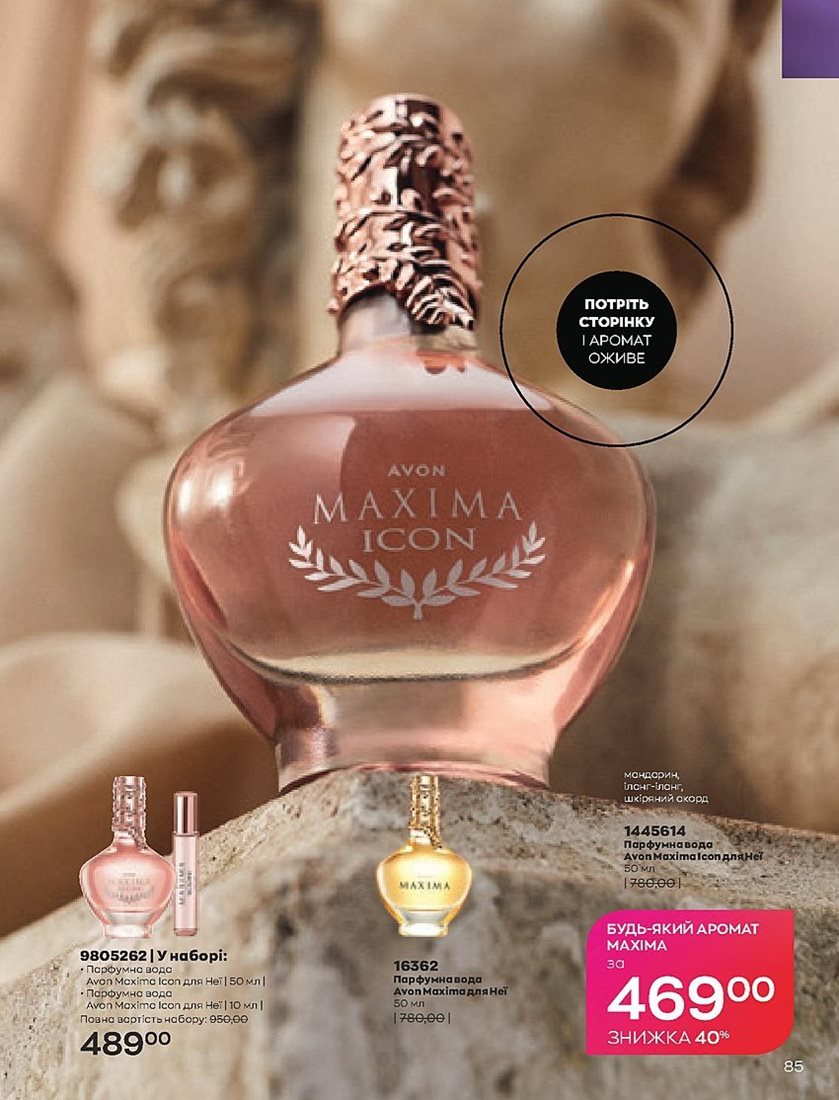 ПОТРІТЬ
СТОРІНКУ
І АРОМАТ
ОЖИВЕ
AVON
MAXIMA
ICON
мандарин,
іланг-іланг,
шкіряний акорд
1445614
Парфумна вода
Avon Maxima Icon для Неї
50 мл
| 780,00 |
MAXIMA
9805262 | У наборі:
• Парфумна вода
Avon Maxima Icon для Неї | 50 мл |
• Парфумна вода
Avon Maxima Icon для Неї | 10 мл |
Повна вартість набору: 950,00
48900
16362
Парфумна вода
Avon Maxima для Неї
50 мл
| 780,00 |
БУДЬ-ЯКИЙ АРОМАТ
MAXIMA
за
46900
ЗНИЖКА 40%
85